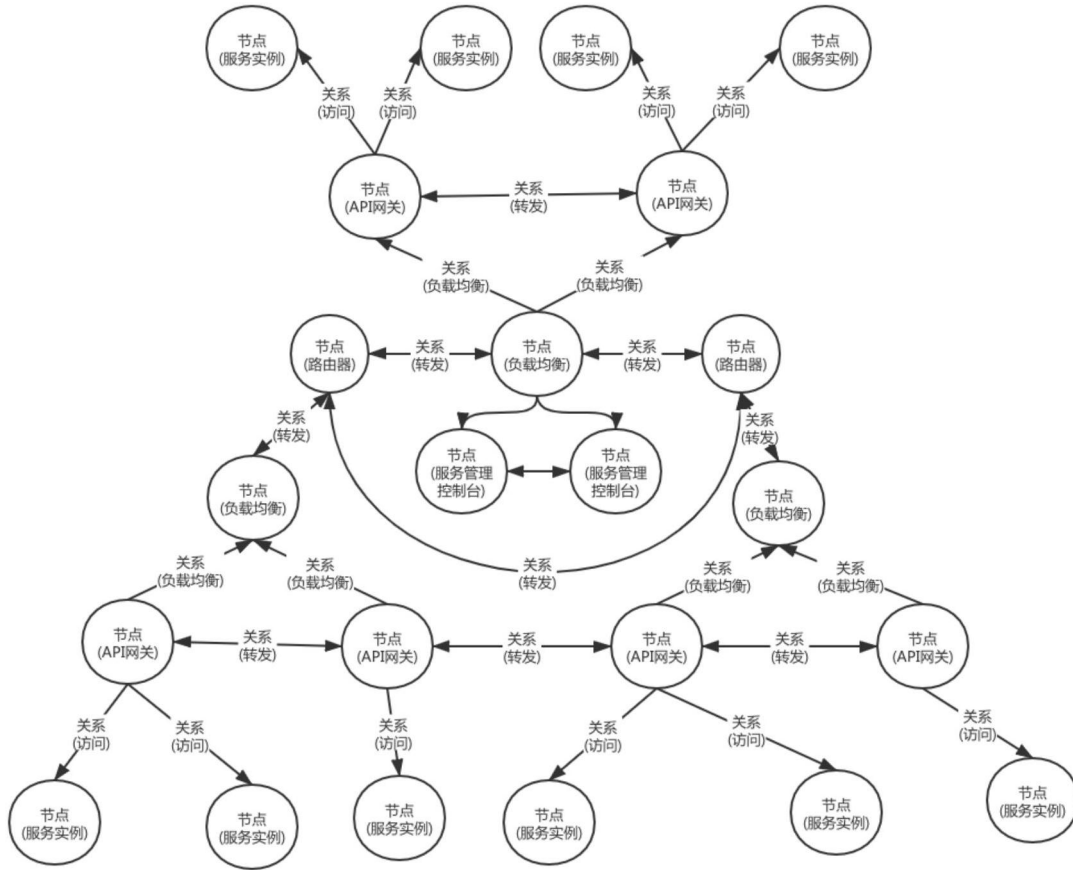 节点
(服务实例)
节点
(服务实例)
节点
(服务实例)
节点
(服务实例)
关系
(访问)
关系
(访问)
关系
(访问)
关系
(访问)
节点
(API网关)
关系
(转发)
节点
(API网关)
关系
(负载均衡)
关系
(负载均衡)
节点
(路由器)
关系
(转发)
节点
(负载均衡)
关系
(转发)
节点
(路由器)
关系
(转发)
关系
(转发)
节点
(服务管理
控制台)
节点
(服务管理
控制台)
节点
(负载均衡)
节点
(负载均衡)
关系
(负载均衡)
关系
(负载均衡)
关系
(转发)
关系
(负载均衡)
关系
(负载均衡)
节点
(API网关)
关系
(转发)
节点
(API网关)
关系
(转发)
节点
(API网关)
关系
(转发)
节点
(API网关)
关系
(访问)
关系
(访问)
关系
(访问)
关系
(访问)
关系
(访问)
关系
(访问)
节点
(服务实例)
节点
(服务实例)
节点
(服务实例)
节点
(服务实例)
节点
(服务实例)
节点
(服务实例)